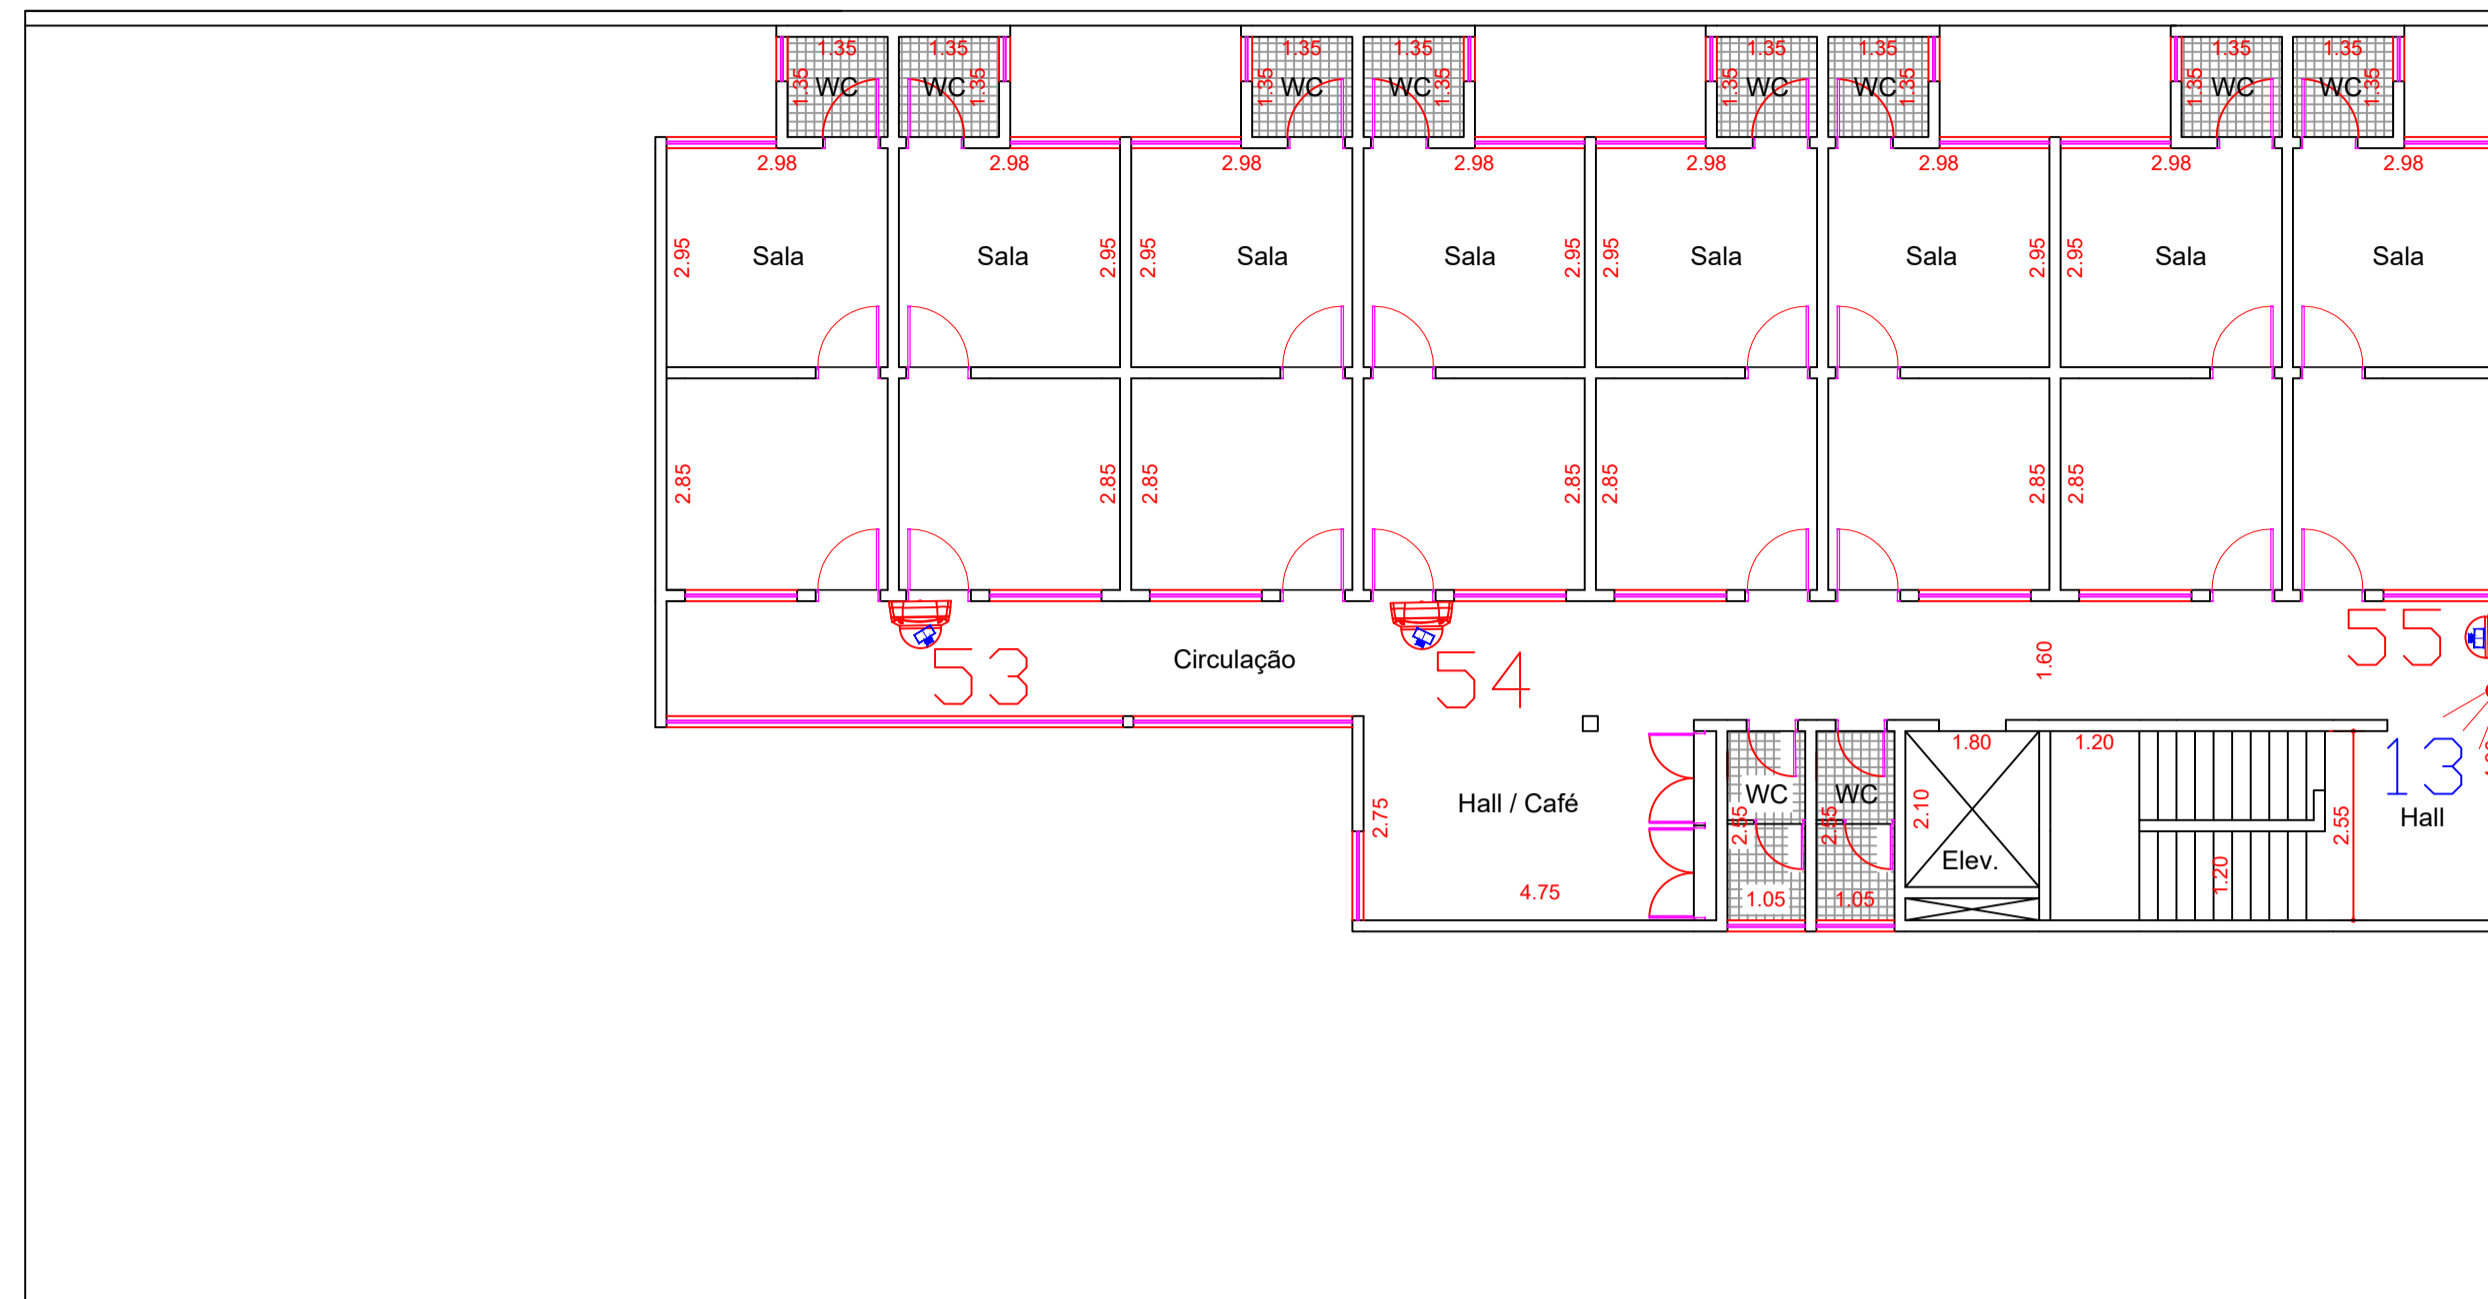 1.35 1.35 1.35 1.35 1.35 1.35 1.35 1.35
1.35 WC WC 1.35 1.35 WC WC 1.35 1.35 WC WC 1.35 1.35 WC WC 1.35
2.98 2.98 2.98 2.98 2.98 2.98 2.98 2.98
2.95 Sala Sala 2.95 2.95 Sala Sala 2.95 2.95 Sala Sala 2.95 2.95 Sala Sala
2.85 2.85 2.85 2.85 2.85 2.85 2.85
53 Circulação 54 1.60 55
1.80 1.20
13
2.75 Hall / Café WC WC 2.10 Hall
2.55 2.55 2.55
Elev. 1.20
4.75 1.05 1.05